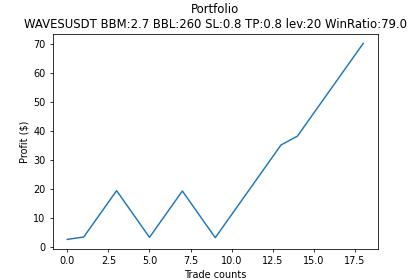 Portfolio
WAVESUSDT BBM:2.7 BBL:260 SL:0.8 TP:0.8 lev:20 WinRatio:79.0
70
60
50
40
30
20
10
0
Profit ($)
0.0 2.5 5.0 7.5 10.0 12.5 15.0 17.5
Trade counts